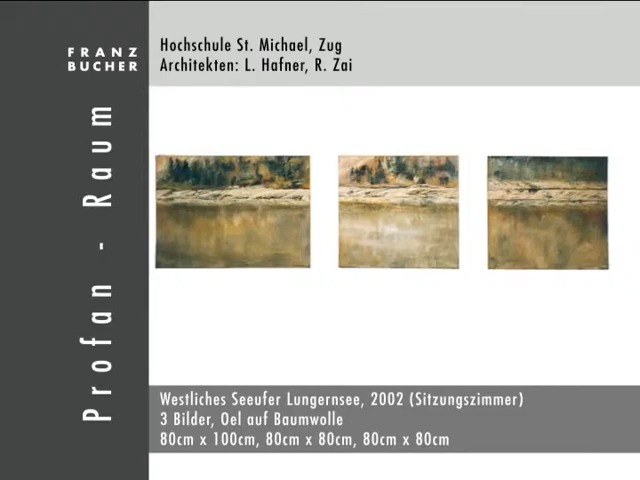 FRANZ
BUCHER
Profan - Raum
Hochschule St. Michael, Zug
Architekten: L. Hafner, R. Zai
Westliches Seeufer Lungernsee, 2002 (Sitzungszimmer)
3 Bilder, Oel auf Baumwolle
80cm x 100cm, 80cm x 80cm, 80cm x 80cm